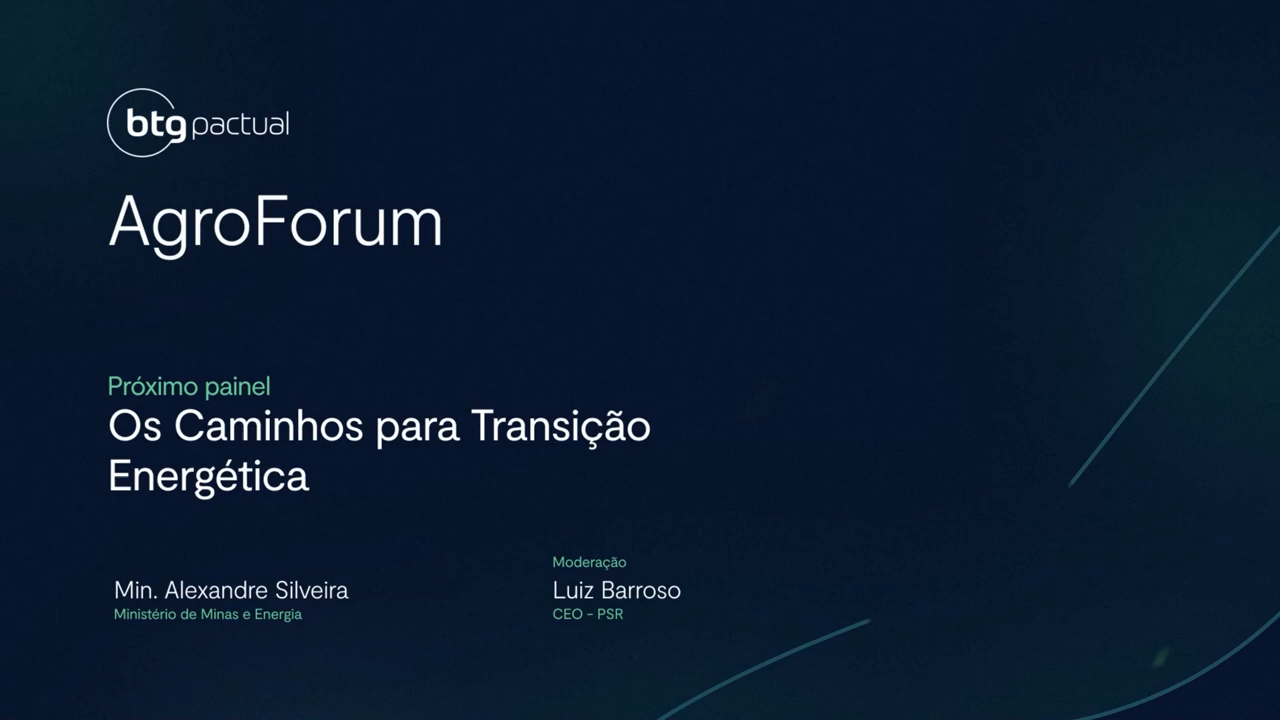 btg pactual
AgroForum
Próximo painel
Os Caminhos para Transição
Energética
Min. Alexandre Silveira
Ministério de Minas e Energia
Moderação
Luiz Barroso
CEO - PSR